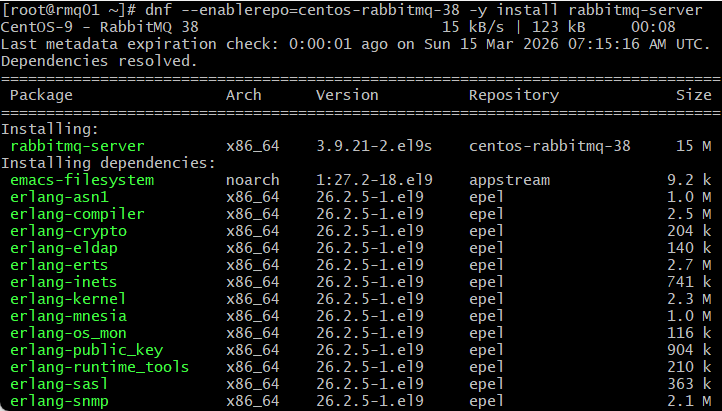 [root@rmq01 ~]# dnf --enablerepo=centos-rabbitmq-38 -y install rabbitmq-server
CentOS-9 - RabbitMQ 38                          15 kB/s | 123 kB     00:08
Last metadata expiration check: 0:00:01 ago on Sun 15 Mar 2026 07:15:16 AM UTC.
Dependencies resolved.
================================================================================
 Package                 Arch      Version          Repository             Size
================================================================================
Installing:
 rabbitmq-server         x86_64    3.9.21-2.el9s    centos-rabbitmq-38     15 M
Installing dependencies:
 emacs-filesystem        noarch    1:27.2-18.el9    appstream             9.2 k
 erlang-asn1             x86_64    26.2.5-1.el9     epel                  1.0 M
 erlang-compiler         x86_64    26.2.5-1.el9     epel                  2.5 M
 erlang-crypto           x86_64    26.2.5-1.el9     epel                  204 k
 erlang-eldap            x86_64    26.2.5-1.el9     epel                  140 k
 erlang-erts             x86_64    26.2.5-1.el9     epel                  2.7 M
 erlang-inets            x86_64    26.2.5-1.el9     epel                  741 k
 erlang-kernel           x86_64    26.2.5-1.el9     epel                  2.3 M
 erlang-mnesia           x86_64    26.2.5-1.el9     epel                  1.0 M
 erlang-os_mon           x86_64    26.2.5-1.el9     epel                  116 k
 erlang-public_key       x86_64    26.2.5-1.el9     epel                  904 k
 erlang-runtime_tools    x86_64    26.2.5-1.el9     epel                  210 k
 erlang-sasl             x86_64    26.2.5-1.el9     epel                  363 k
 erlang-snmp             x86_64    26.2.5-1.el9     epel                  2.1 M